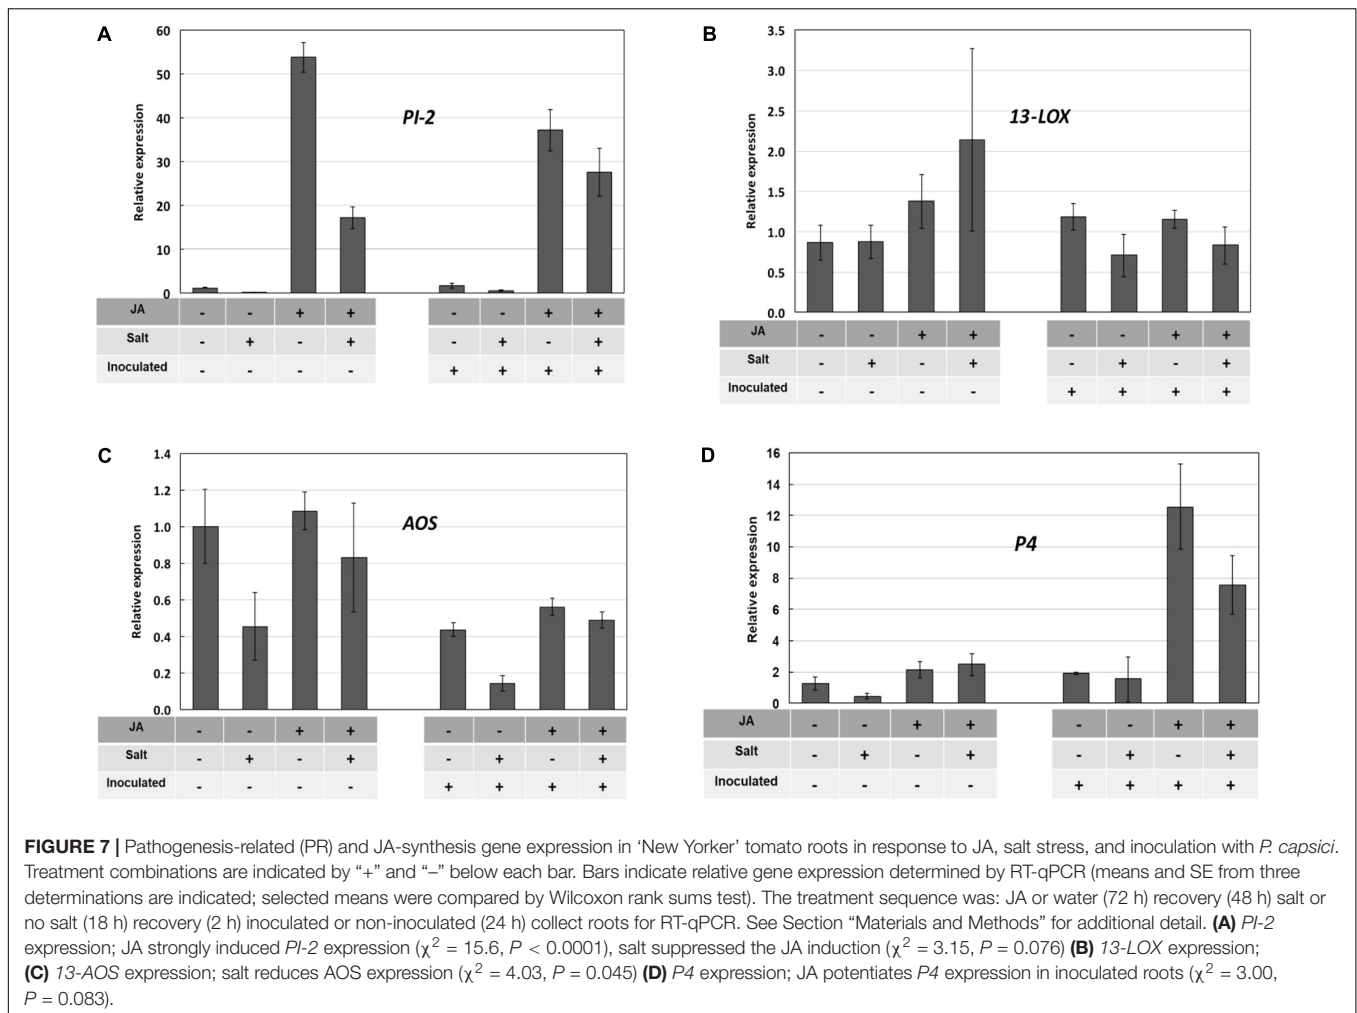 A
Relative expression
60
50
40
30
20
10
0
PI-2
JA - - + + - - + +
Salt - + - + - + - +
Inoculated - - - - + + + +
B
Relative expression
3.5
3.0
2.5
2.0
1.5
1.0
0.5
0.0
13-LOX
JA - - + + - - + +
Salt - + - + - + - +
Inoculated - - - - + + + +
C
Relative expression
1.4
1.2
1.0
0.8
0.6
0.4
0.2
0.0
AOS
JA - - + + - - + +
Salt - + - + - + - +
Inoculated - - - - + + + +
D
Relative expression
16
14
12
10
8
6
4
2
0
P4
JA - - + + - - + +
Salt - + - + - + - +
Inoculated - - - - + + + +
FIGURE 7 | Pathogenesis-related (PR) and JA-synthesis gene expression in ‘New Yorker’ tomato roots in response to JA, salt stress, and inoculation with P. capsici.
Treatment combinations are indicated by “+” and “–” below each bar. Bars indicate relative gene expression determined by RT-qPCR (means and SE from three
determinations are indicated; selected means were compared by Wilcoxon rank sums test). The treatment sequence was: JA or water (72 h) recovery (48 h) salt or
no salt (18 h) recovery (2 h) inoculated or non-inoculated (24 h) collect roots for RT-qPCR. See Section “Materials and Methods” for additional detail. (A) PI-2
expression; JA strongly induced PI-2 expression (χ² = 15.6, P < 0.0001), salt suppressed the JA induction (χ² = 3.15, P = 0.076) (B) 13-LOX expression;
(C) 13-AOS expression; salt reduces AOS expression (χ² = 4.03, P = 0.045) (D) P4 expression; JA potentiates P4 expression in inoculated roots (χ² = 3.00,
P = 0.083).